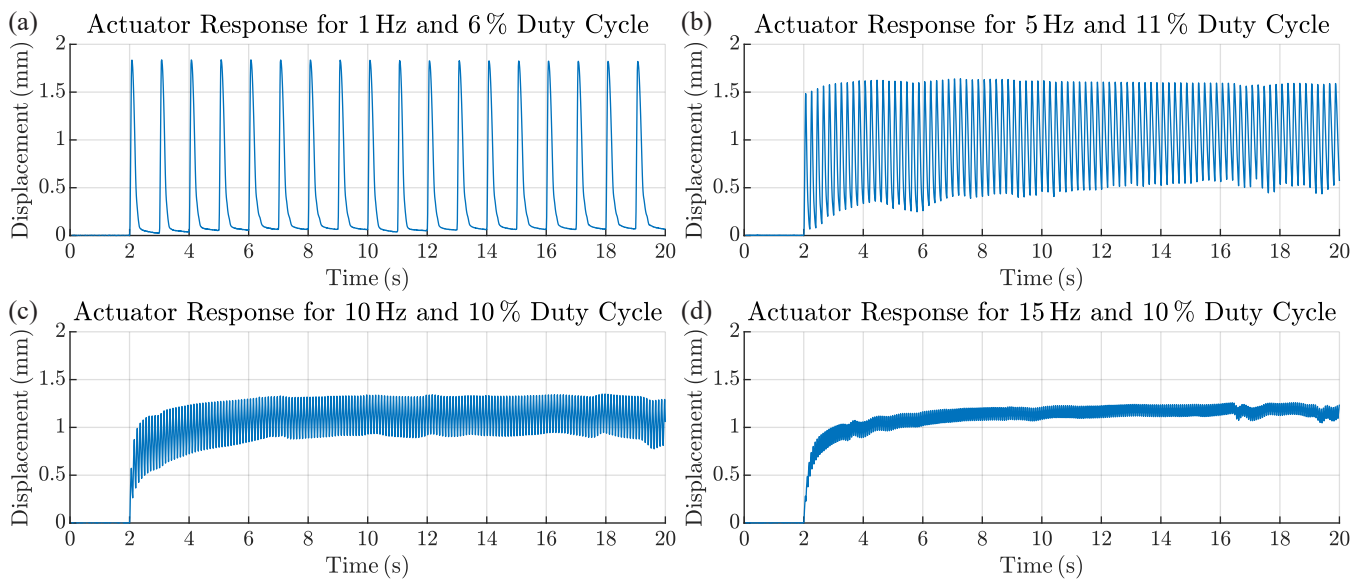 (a) Actuator Response for 1 Hz and 6 % Duty Cycle
2
1.5
1
0.5
0
Displacement (mm)
0 2 4 6 8 10 12 14 16 18 20
Time (s)
(b) Actuator Response for 5 Hz and 11 % Duty Cycle
2
1.5
1
0.5
0
Displacement (mm)
0 2 4 6 8 10 12 14 16 18 20
Time (s)
(c) Actuator Response for 10 Hz and 10 % Duty Cycle
2
1.5
1
0.5
0
Displacement (mm)
0 2 4 6 8 10 12 14 16 18 20
Time (s)
(d) Actuator Response for 15 Hz and 10 % Duty Cycle
2
1.5
1
0.5
0
Displacement (mm)
0 2 4 6 8 10 12 14 16 18 20
Time (s)